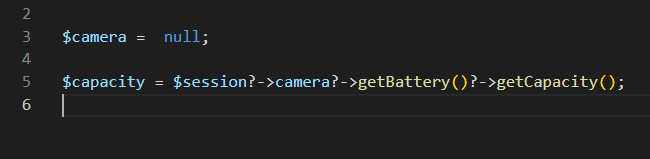 2
3 $camera =  null;
4
5 $capacity = $session?->camera?->getBattery()?->getCapacity();
6